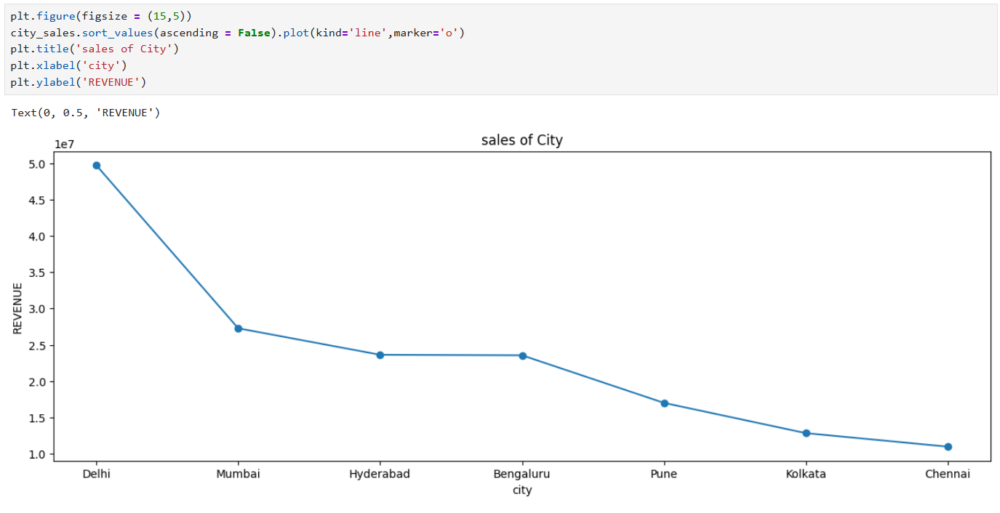 plt.figure(figsize = (15,5))
city_sales.sort_values(ascending = False).plot(kind='line',marker='o')
plt.title('sales of City')
plt.xlabel('city')
plt.ylabel('REVENUE')
Text(0, 0.5, 'REVENUE')
sales of City
1e7
5.0
4.5
4.0
3.5
3.0
2.5
2.0
1.5
1.0
REVENUE
Delhi Mumbai Hyderabad Bengaluru Pune Kolkata Chennai
city